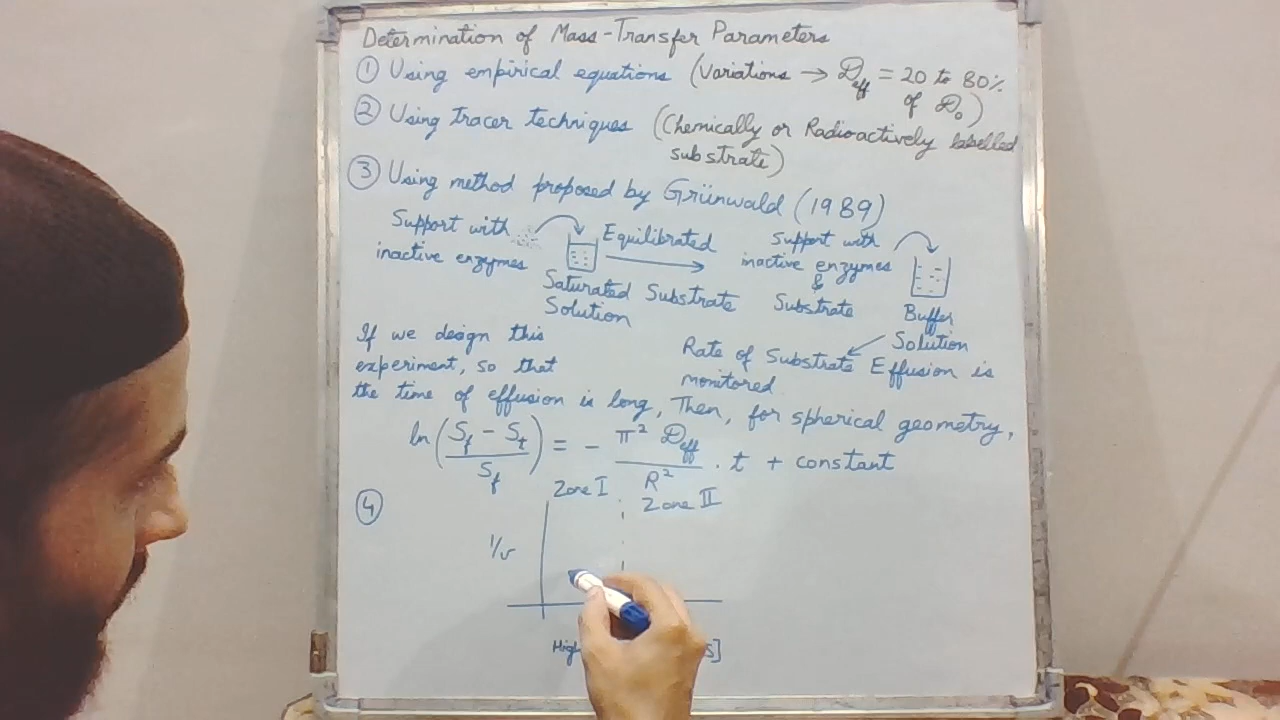 Determination of Mass-Transfer Parameters
① Using empirical equations (Variations → 𝒟eff = 20 to 80% of 𝒟₀)
② Using tracer techniques (Chemically or Radioactively labelled
substrate)
③ Using method proposed by Grünwald (1989)
Support with
inactive enzymes
Equilibrated
Saturated Substrate
Solution
Support with
inactive enzymes
&
Substrate
Buffer
Solution
Rate of Substrate Effusion is
monitored
If we design this
experiment, so that
the time of effusion is long, Then, for spherical geometry,
ln((S_f - S_t)/S_f) = - (π² 𝒟eff)/R² . t + constant
④
Zone I
Zone II
1/v
High
S]